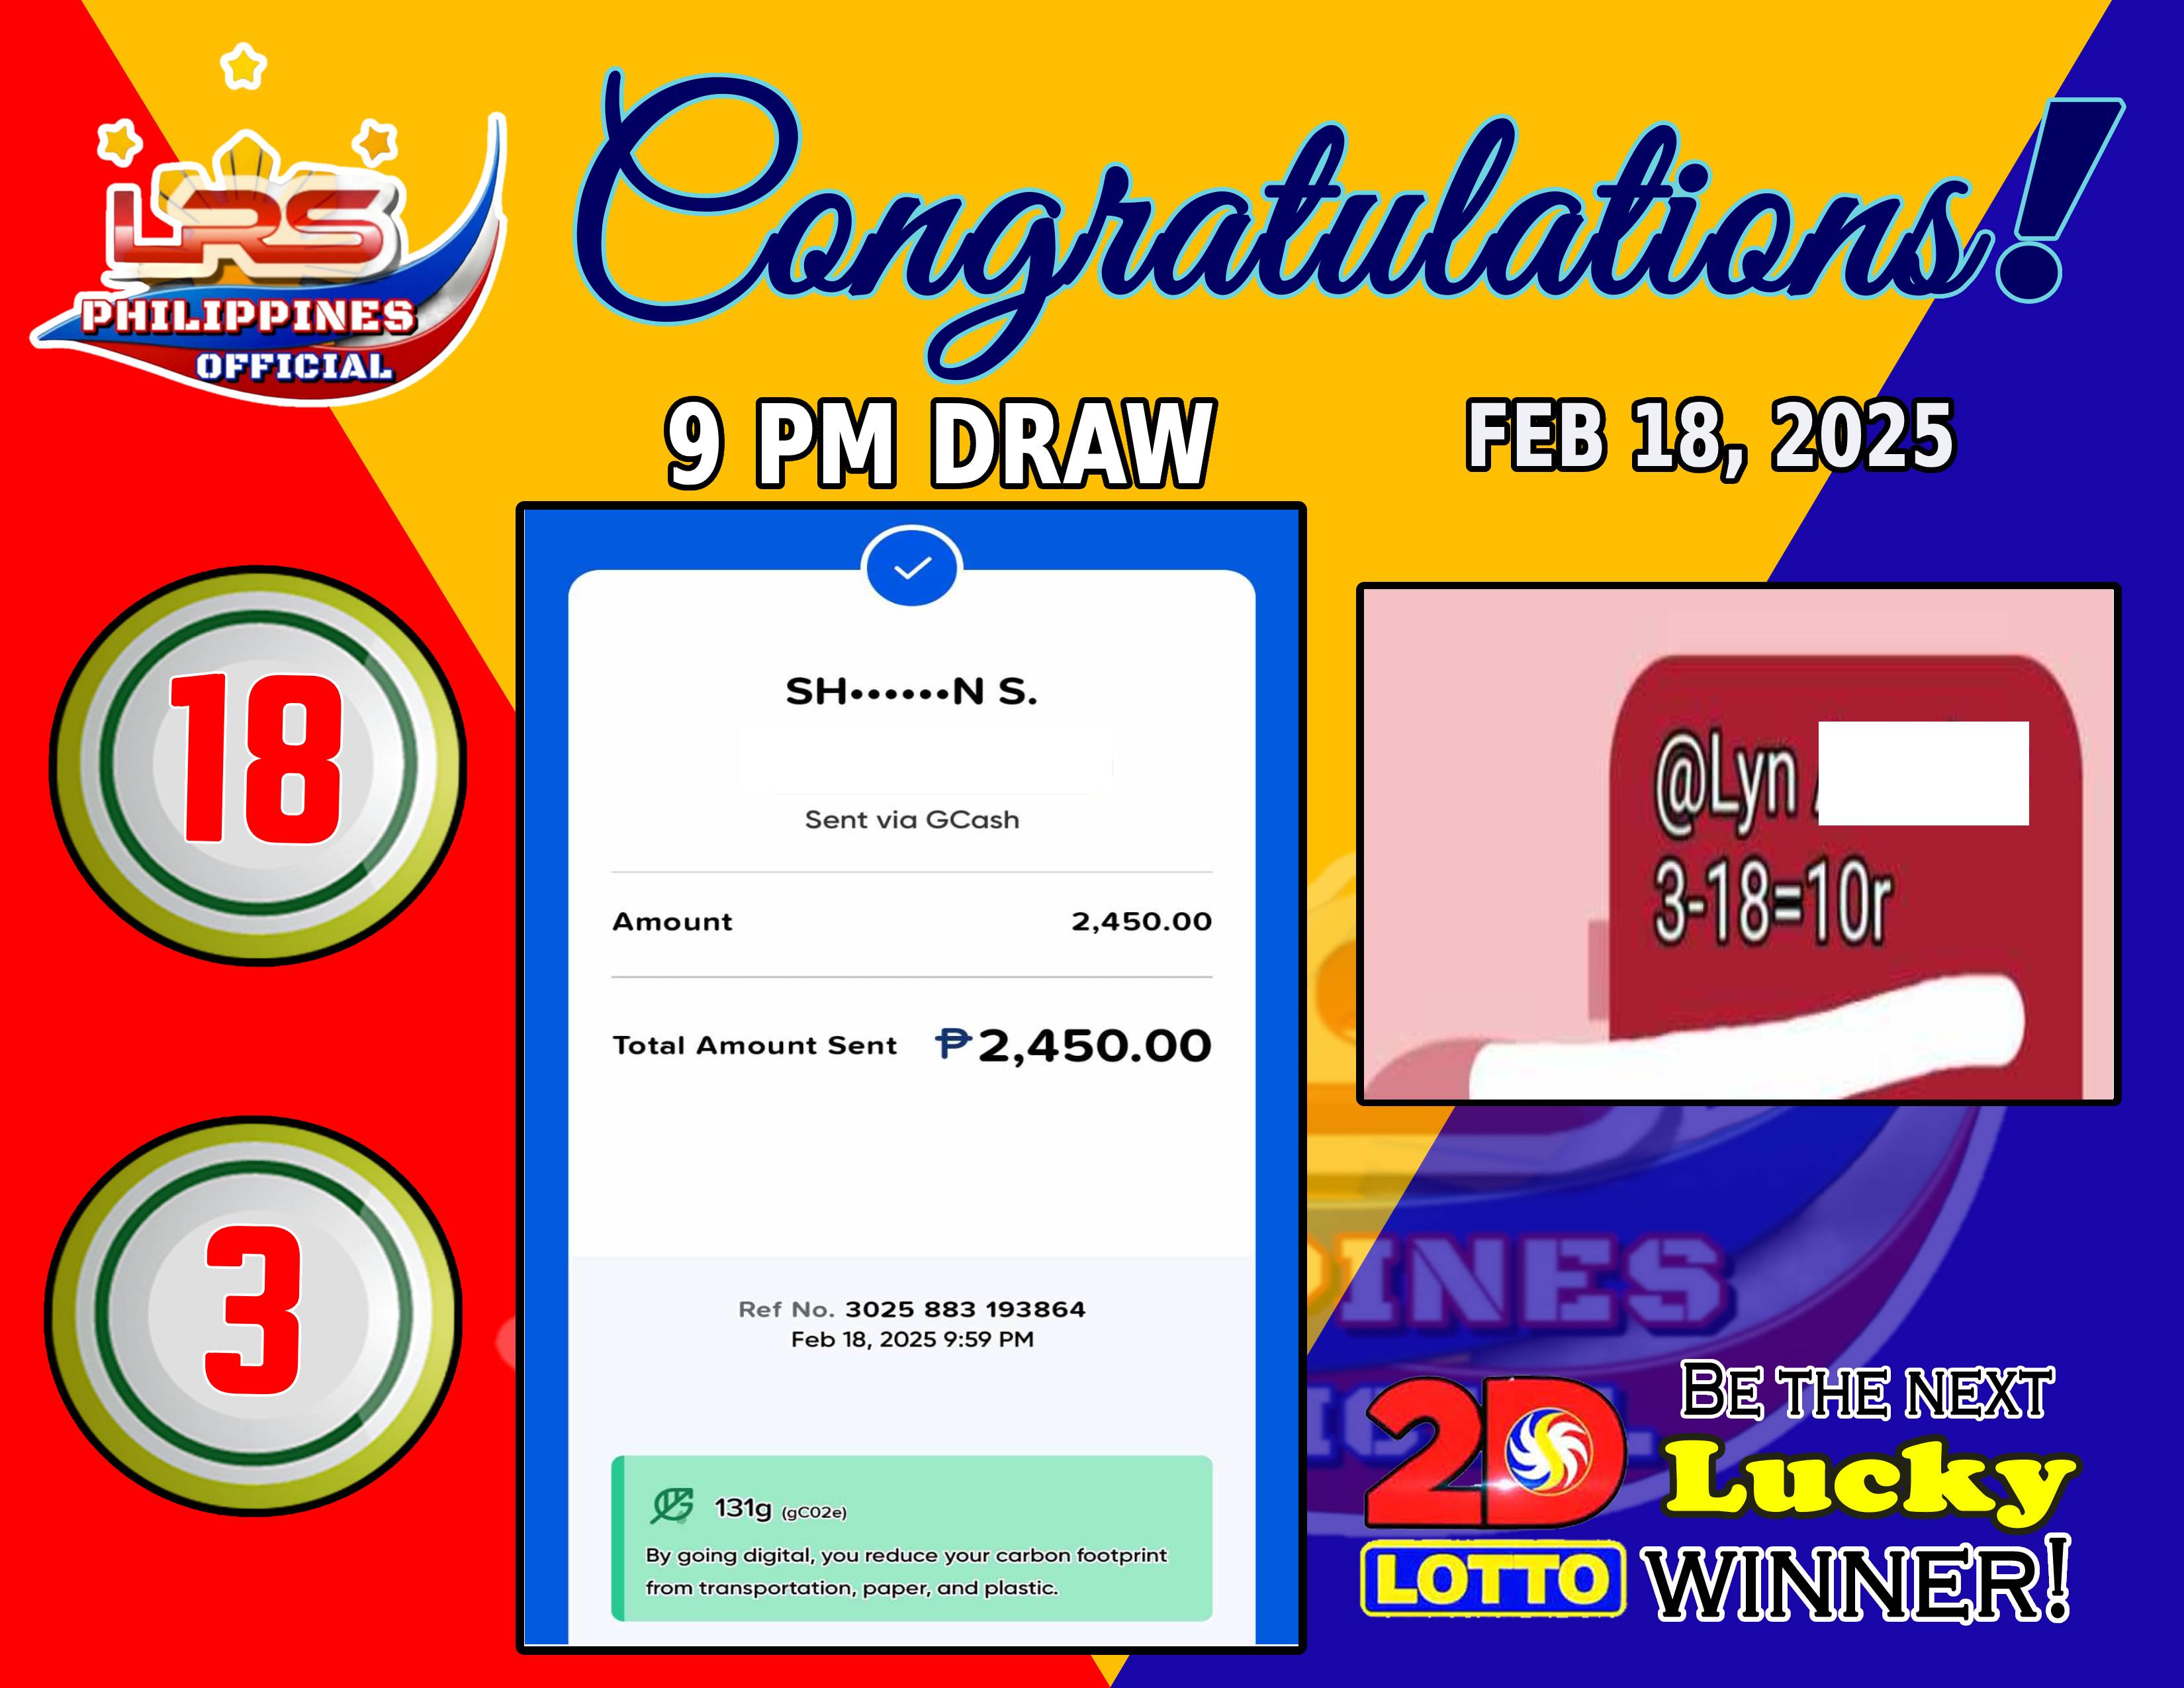 LRS
PHILIPPINES
OFFICIAL
Congratulations!
9 PM DRAW
FEB 18, 2025
18
3
SH••••••N S.
Sent via GCash
Amount 2,450.00
Total Amount Sent ₱2,450.00
Ref No. 3025 883 193864
Feb 18, 2025 9:59 PM
131g (gCO2e)
By going digital, you reduce your carbon footprint
from transportation, paper, and plastic.
@Lyn
3-18=10r
PINES
2D
LOTTO
BE THE NEXT
Lucky
WINNER!